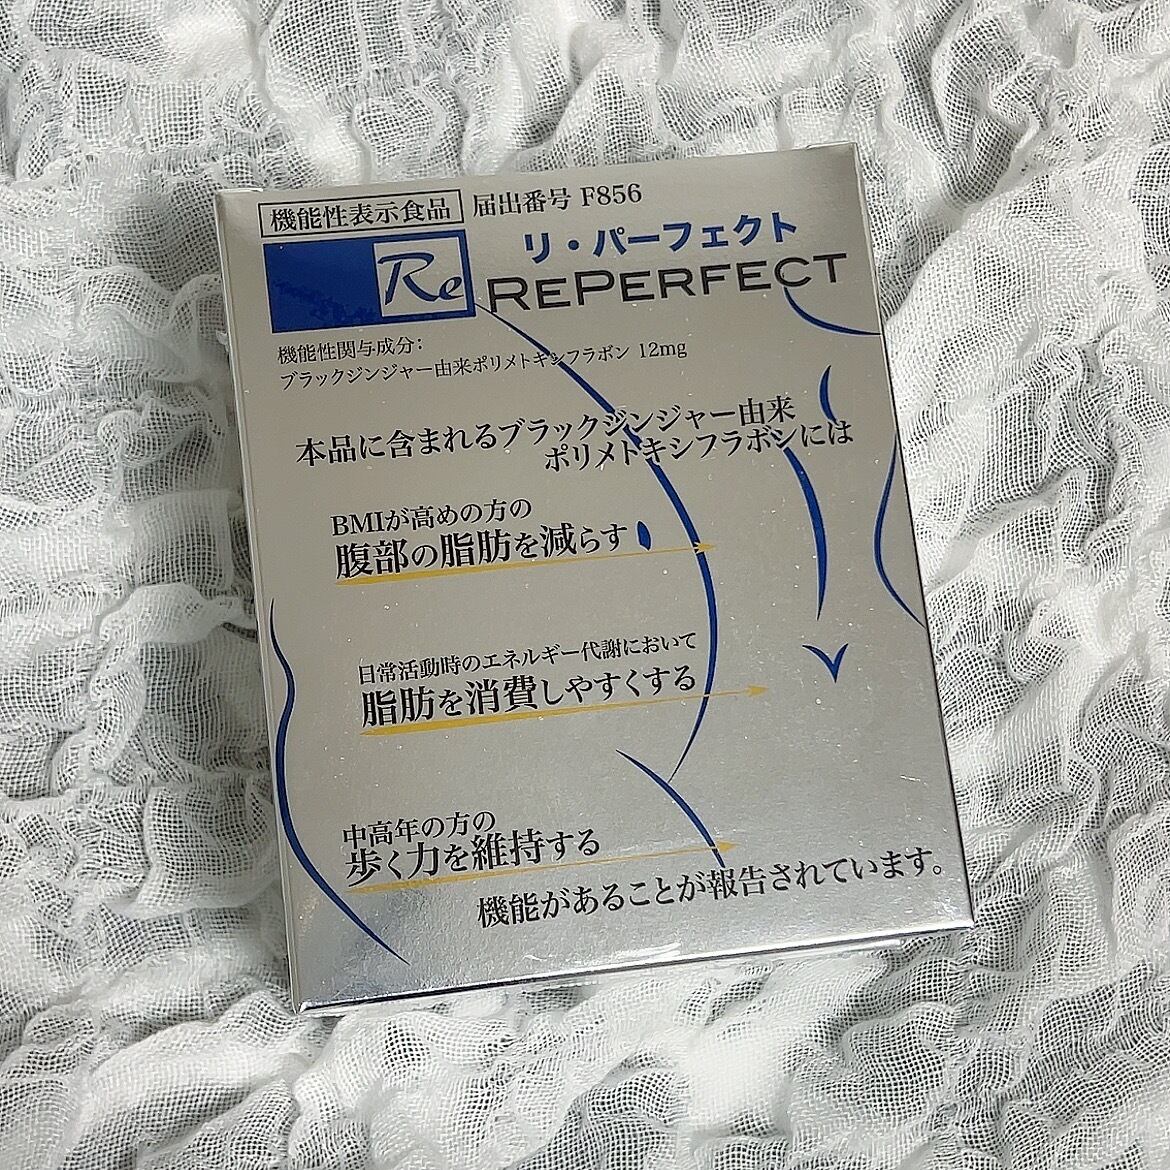 機能性表示食品 届出番号 F856
Re
リ・パーフェクト
REPERFECT
機能性関与成分:
ブラックジンジャー由来ポリメトキシフラボン 12mg
本品に含まれるブラックジンジャー由来
ポリメトキシフラボンには
BMIが高めの方の
腹部の脂肪を減らす
日常活動時のエネルギー代謝において
脂肪を消費しやすくする
中高年の方の
歩く力を維持する
機能があることが報告されています。